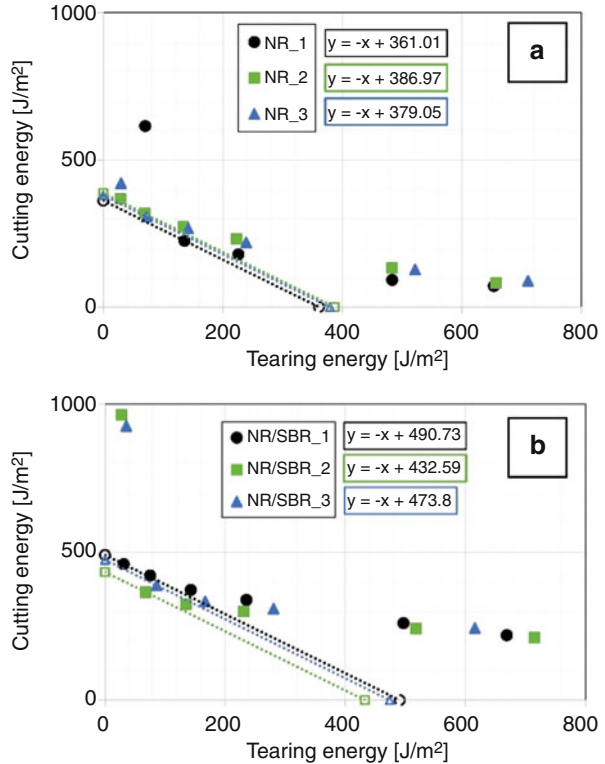 1000
500
0
Cutting energy [J/m²]
NR_1
NR_2
NR_3
y = -x + 361.01
y = -x + 386.97
y = -x + 379.05
a
0 200 400 600 800
Tearing energy [J/m²]
1000
500
0
Cutting energy [J/m²]
NR/SBR_1
NR/SBR_2
NR/SBR_3
y = -x + 490.73
y = -x + 432.59
y = -x + 473.8
b
0 200 400 600 800
Tearing energy [J/m²]